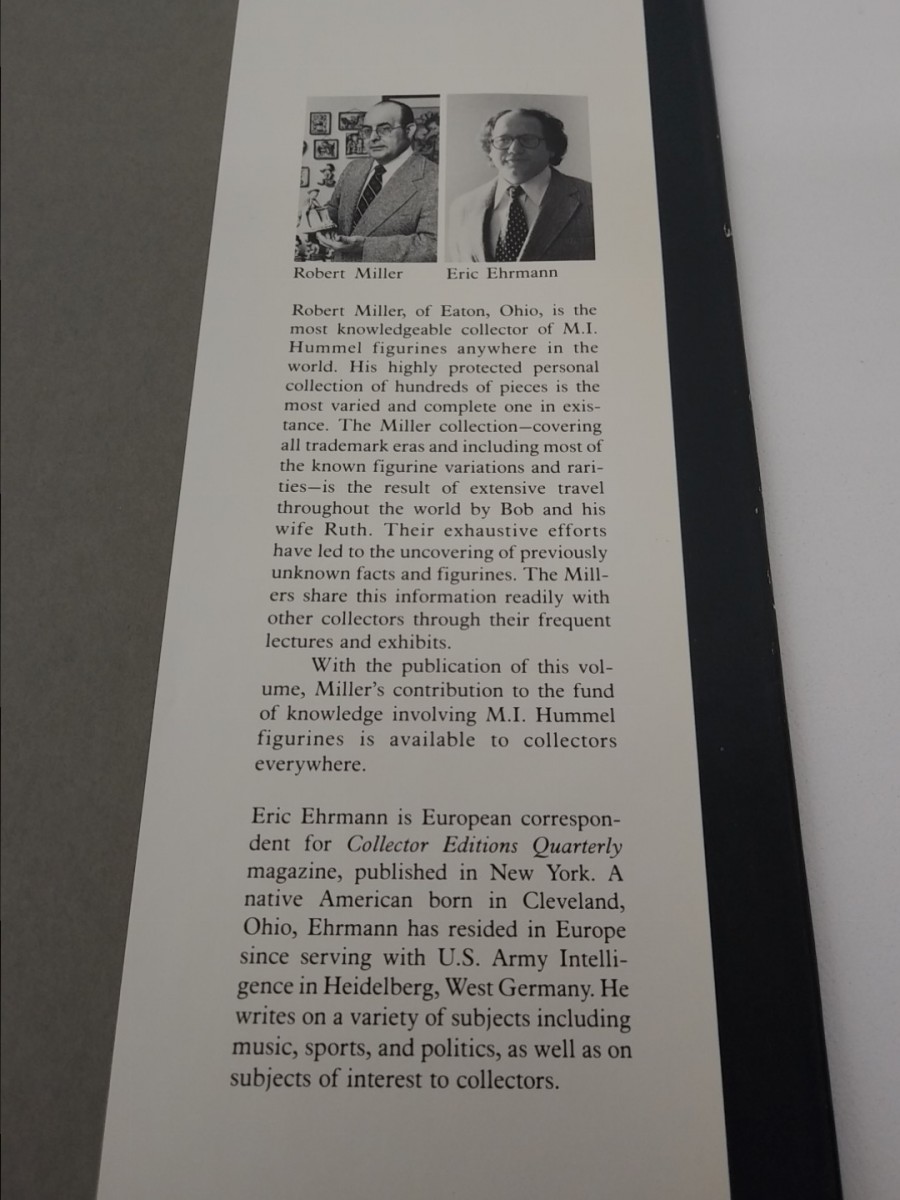 Robert Miller
Eric Ehrmann
Robert Miller, of Eaton, Ohio, is the
most knowledgeable collector of M.I.
Hummel figurines anywhere in the
world. His highly protected personal
collection of hundreds of pieces is the
most varied and complete one in exis-
tance. The Miller collection—covering
all trademark eras and including most of
the known figurine variations and rari-
ties—is the result of extensive travel
throughout the world by Bob and his
wife Ruth. Their exhaustive efforts
have led to the uncovering of previously
unknown facts and figurines. The Mill-
ers share this information readily with
other collectors through their frequent
lectures and exhibits.
With the publication of this vol-
ume, Miller's contribution to the fund
of knowledge involving M.I. Hummel
figurines is available to collectors
everywhere.
Eric Ehrmann is European correspon-
dent for Collector Editions Quarterly
magazine, published in New York. A
native American born in Cleveland,
Ohio, Ehrmann has resided in Europe
since serving with U.S. Army Intelli-
gence in Heidelberg, West Germany. He
writes on a variety of subjects including
music, sports, and politics, as well as on
subjects of interest to collectors.